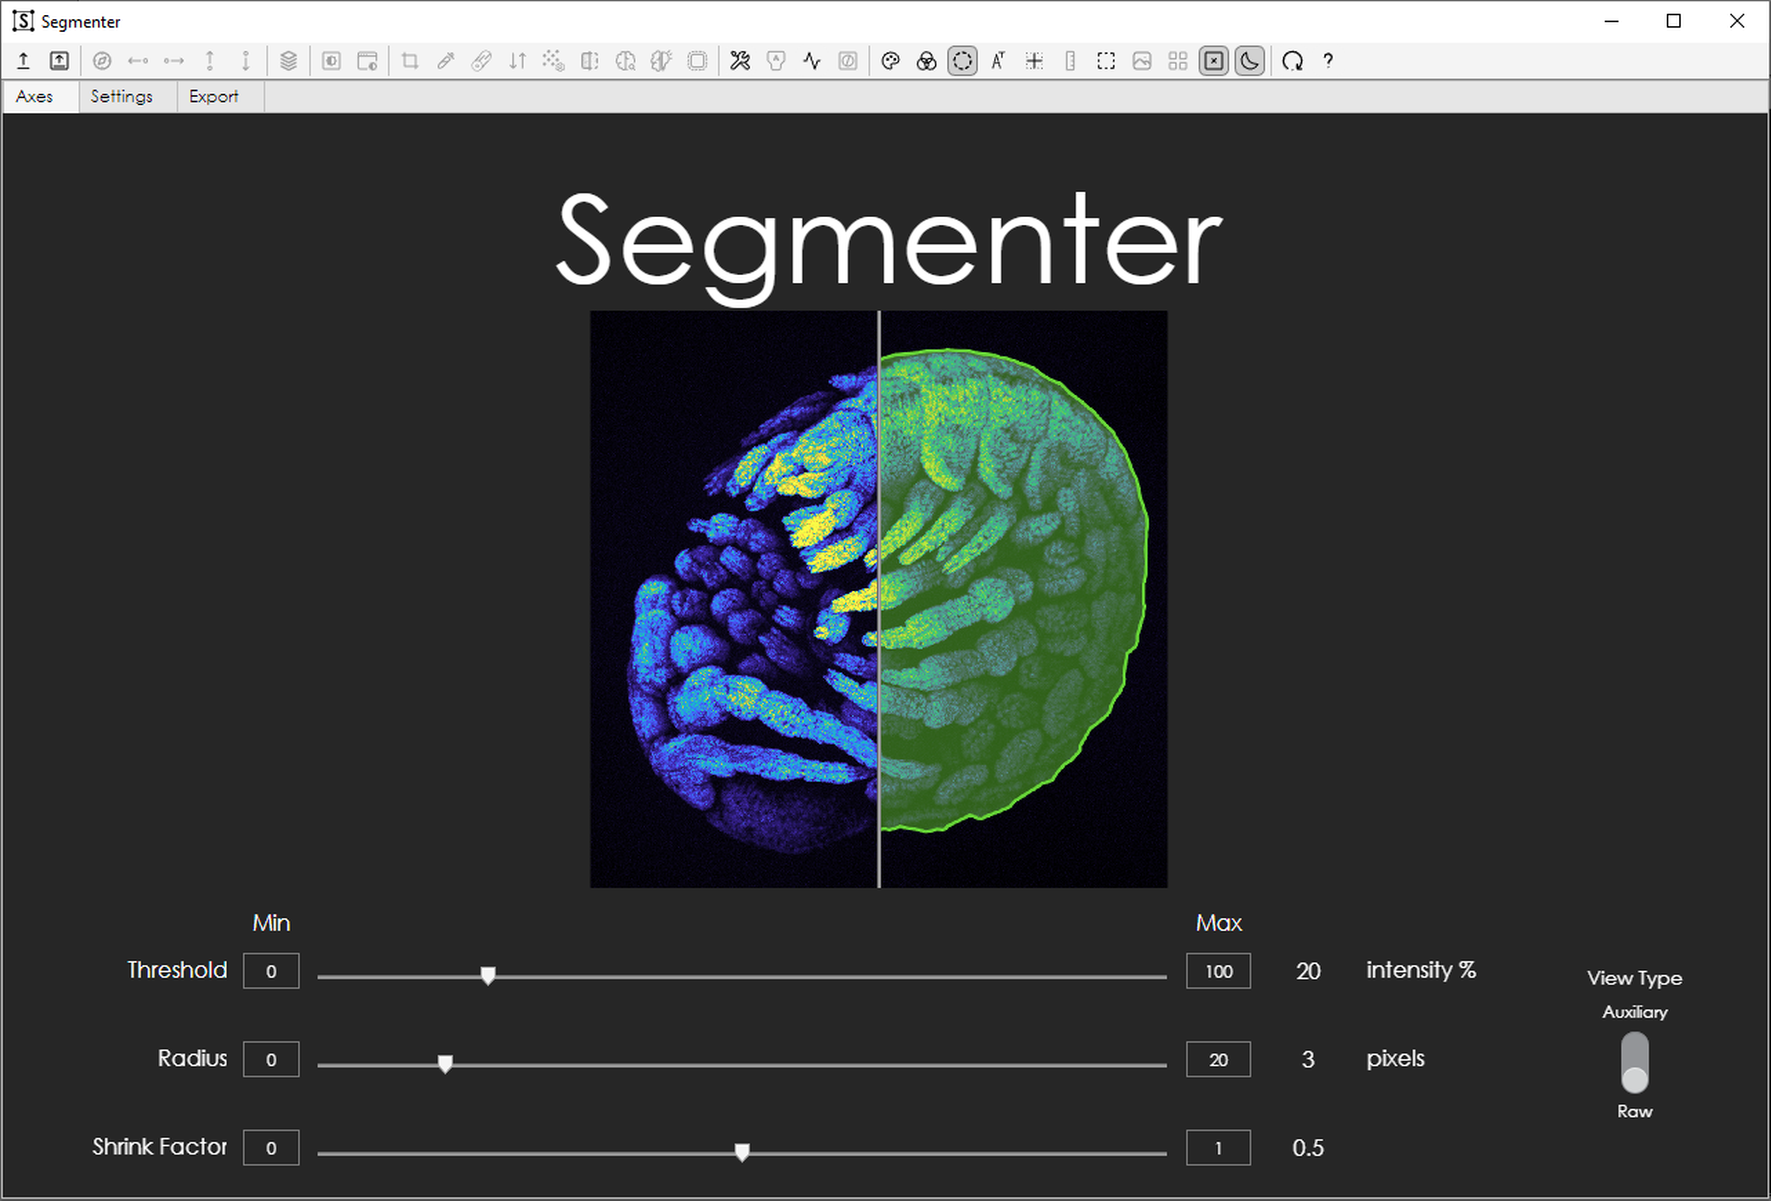 Segmenter
Axes Settings Export
Segmenter
Min Max
Threshold 0 100 20 intensity %
View Type
Auxiliary
Radius 0 20 3 pixels
Raw
Shrink Factor 0 1 0.5